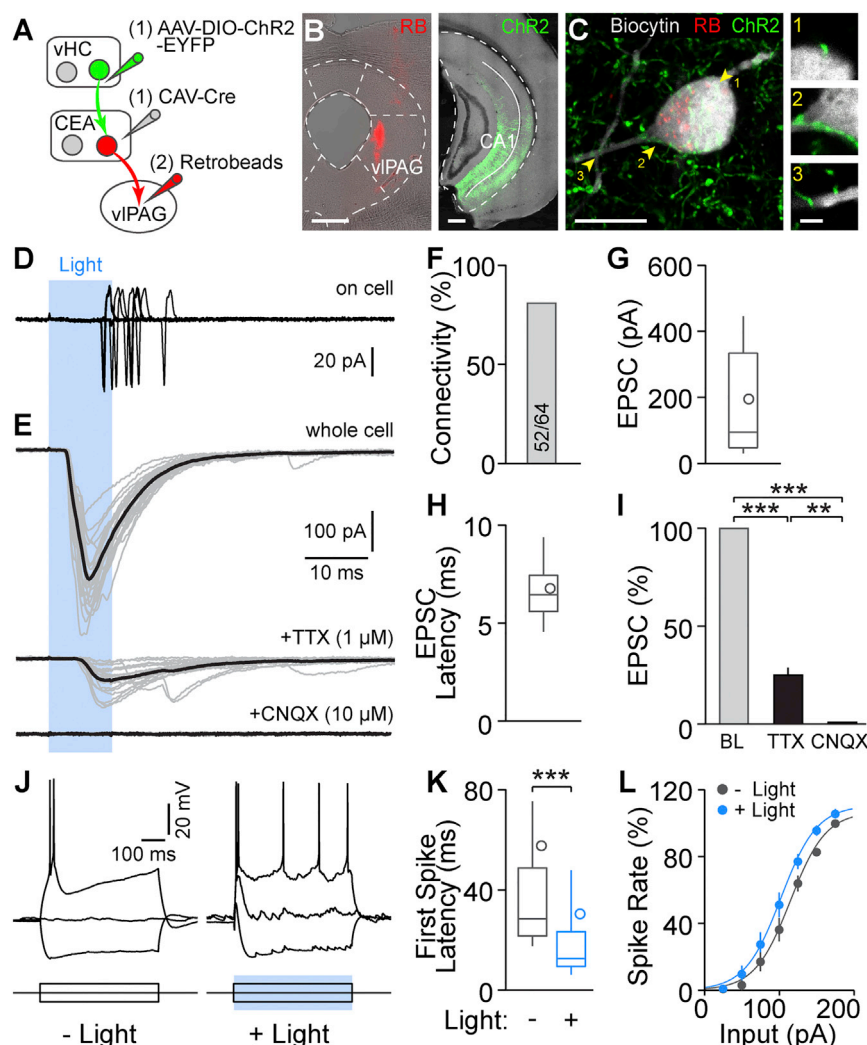 A
vHC
(1) AAV-DIO-ChR2
-EYFP
CEA
(1) CAV-Cre
(2) Retrobeads
vlPAG
B
RB
vlPAG
ChR2
CA1
C
Biocytin RB ChR2
1
2
3
1
2
3
D
Light
on cell
20 pA
E
whole cell
100 pA
10 ms
+TTX (1 µM)
+CNQX (10 µM)
F
Connectivity (%)
100
50
0
52/64
G
EPSC (pA)
600
400
200
0
H
EPSC
Latency (ms)
10
5
0
I
EPSC (%)
100
50
0
***
*** **
BL TTX CNQX
J
20 mV
100 ms
- Light
+ Light
K
First Spike
Latency (ms)
80
40
0
***
Light: - +
L
- Light
+ Light
Spike Rate (%)
120
80
40
0
0 100 200
Input (pA)